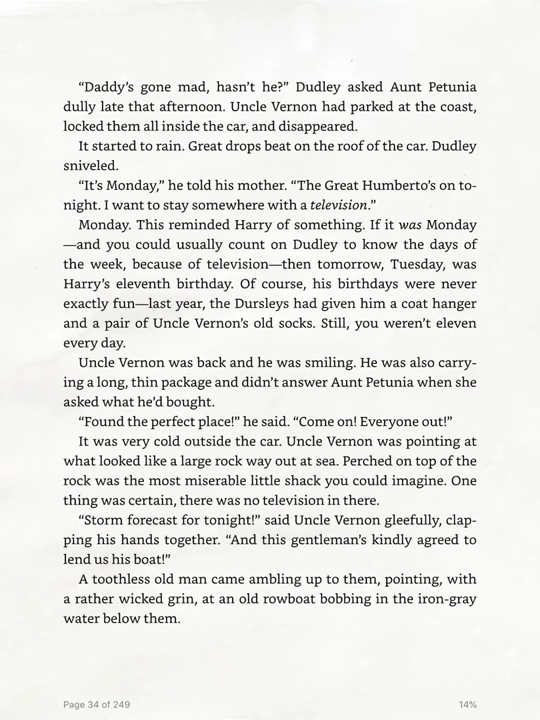 “Daddy’s gone mad, hasn’t he?” Dudley asked Aunt Petunia
dully late that afternoon. Uncle Vernon had parked at the coast,
locked them all inside the car, and disappeared.
It started to rain. Great drops beat on the roof of the car. Dudley
sniveled.
“It’s Monday,” he told his mother. “The Great Humberto’s on to-
night. I want to stay somewhere with a television.”
Monday. This reminded Harry of something. If it was Monday
—and you could usually count on Dudley to know the days of
the week, because of television—then tomorrow, Tuesday, was
Harry’s eleventh birthday. Of course, his birthdays were never
exactly fun—last year, the Dursleys had given him a coat hanger
and a pair of Uncle Vernon’s old socks. Still, you weren’t eleven
every day.
Uncle Vernon was back and he was smiling. He was also carry-
ing a long, thin package and didn’t answer Aunt Petunia when she
asked what he’d bought.
“Found the perfect place!” he said. “Come on! Everyone out!”
It was very cold outside the car. Uncle Vernon was pointing at
what looked like a large rock way out at sea. Perched on top of the
rock was the most miserable little shack you could imagine. One
thing was certain, there was no television in there.
“Storm forecast for tonight!” said Uncle Vernon gleefully, clap-
ping his hands together. “And this gentleman’s kindly agreed to
lend us his boat!”
A toothless old man came ambling up to them, pointing, with
a rather wicked grin, at an old rowboat bobbing in the iron-gray
water below them.
Page 34 of 249 14%